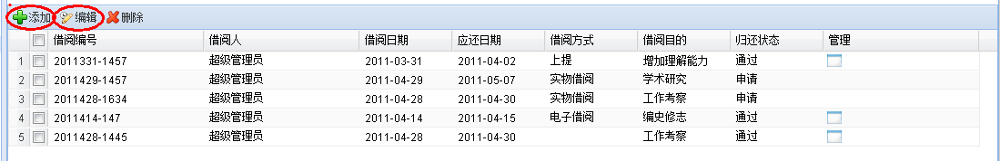 添加 编辑 删除
借阅编号 借阅人 借阅日期 应还日期 借阅方式 借阅目的 归还状态 管理
1 2011331-1457 超级管理员 2011-03-31 2011-04-02 上提 增加理解能力 通过
2 2011429-1457 超级管理员 2011-04-29 2011-05-07 实物借阅 学术研究 申请
3 2011428-1634 超级管理员 2011-04-28 2011-04-30 实物借阅 工作考察 申请
4 2011414-147 超级管理员 2011-04-14 2011-04-15 电子借阅 编史修志 通过
5 2011428-1445 超级管理员 2011-04-28 2011-04-30 工作考察 通过